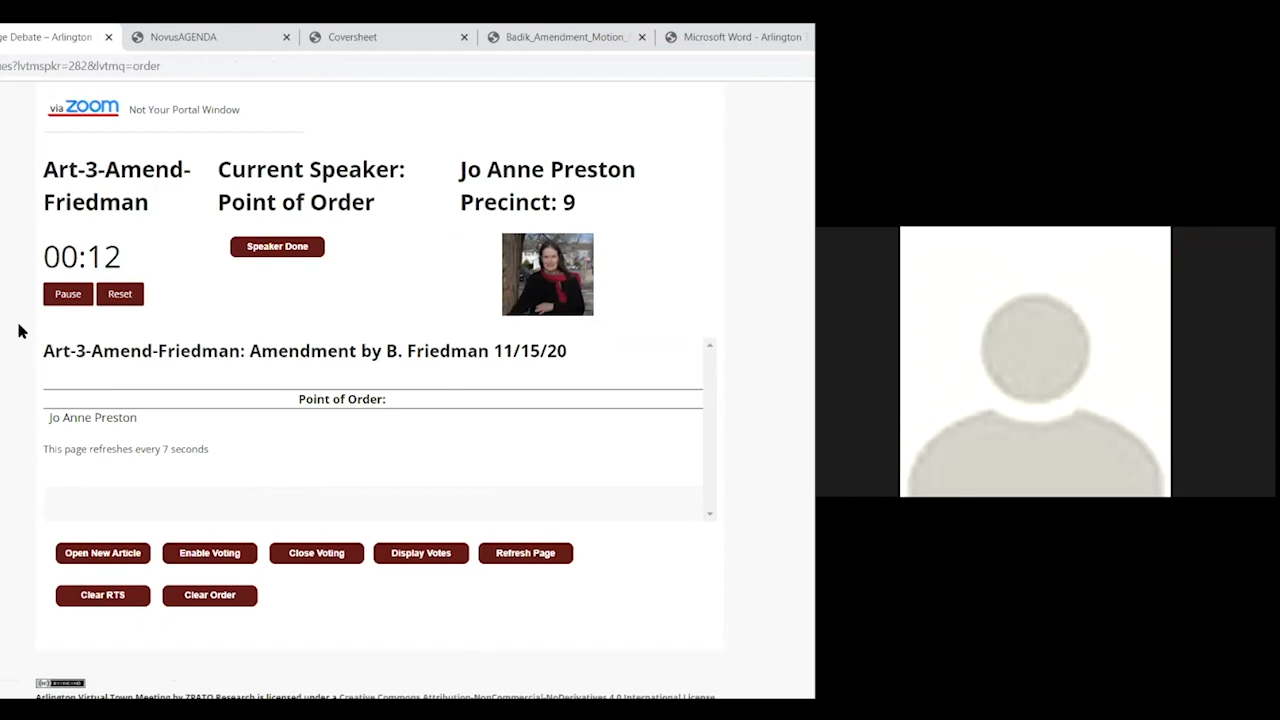 ge Debate – Arlington
NovusAGENDA
Coversheet
Badik_Amendment_Motion_
Microsoft Word - Arlington
es?lvtmspkr=282&lvtmq=order
via zoom Not Your Portal Window
Art-3-Amend-
Friedman
Current Speaker:
Point of Order
Jo Anne Preston
Precinct: 9
00:12
Speaker Done
Pause Reset
Art-3-Amend-Friedman: Amendment by B. Friedman 11/15/20
Point of Order:
Jo Anne Preston
This page refreshes every 7 seconds
Open New Article Enable Voting Close Voting Display Votes Refresh Page
Clear RTS Clear Order
Arlington Virtual Town Meeting by ZRATO Research is licensed under a Creative Commons Attribution-NonCommercial-NoDerivatives 4.0 International License